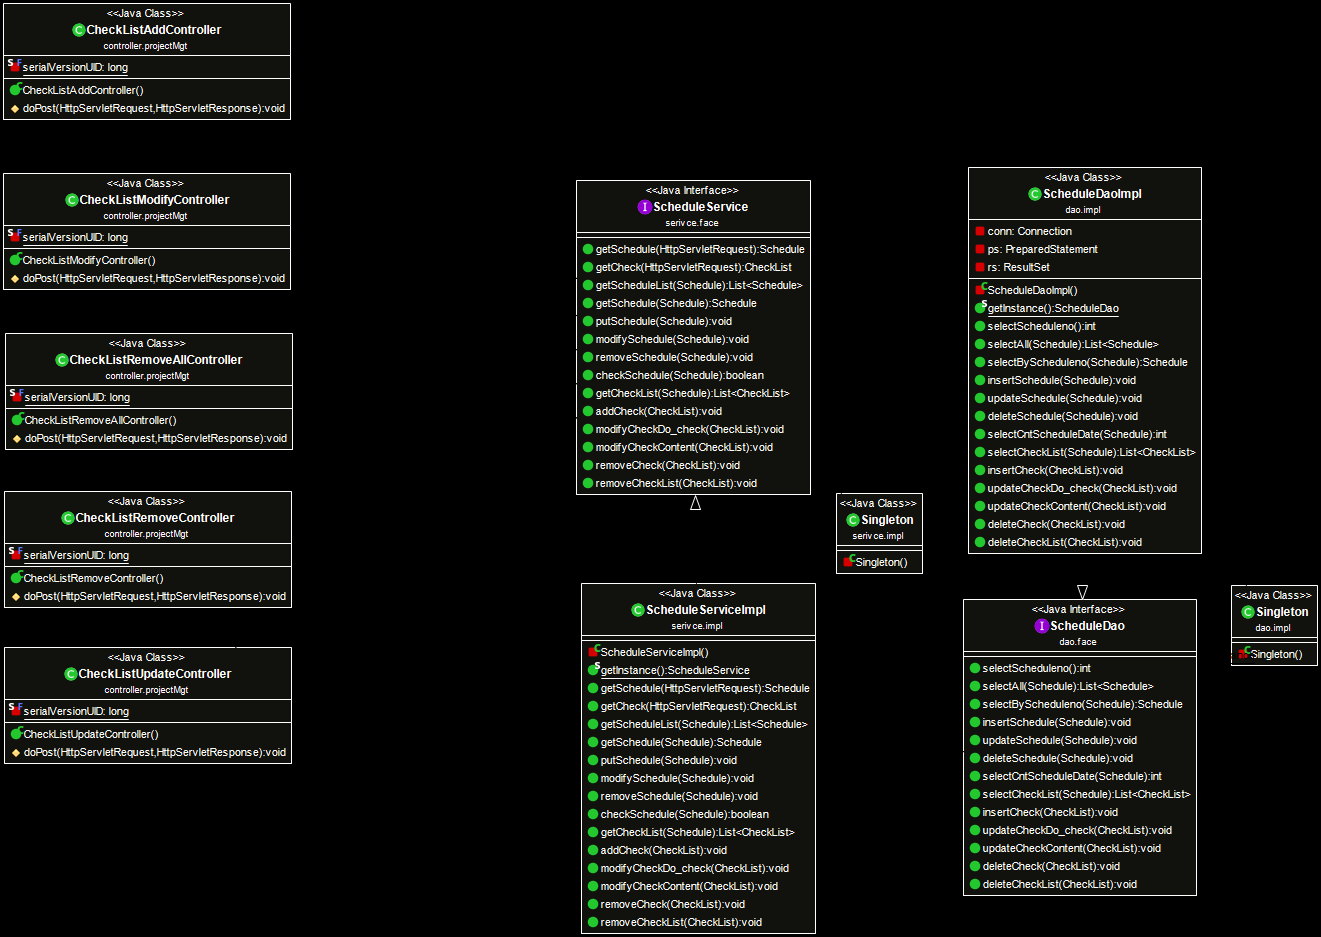 <<Java Class>>
CheckListAddController
controller.projectMgt
serialVersionUID: long
CheckListAddController()
doPost(HttpServletRequest,HttpServletResponse):void
<<Java Class>>
CheckListModifyController
controller.projectMgt
serialVersionUID: long
CheckListModifyController()
doPost(HttpServletRequest,HttpServletResponse):void
<<Java Class>>
CheckListRemoveAllController
controller.projectMgt
serialVersionUID: long
CheckListRemoveAllController()
doPost(HttpServletRequest,HttpServletResponse):void
<<Java Class>>
CheckListRemoveController
controller.projectMgt
serialVersionUID: long
CheckListRemoveController()
doPost(HttpServletRequest,HttpServletResponse):void
<<Java Class>>
CheckListUpdateController
controller.projectMgt
serialVersionUID: long
CheckListUpdateController()
doPost(HttpServletRequest,HttpServletResponse):void
<<Java Interface>>
ScheduleService
serivce.face
getSchedule(HttpServletRequest):Schedule
getCheck(HttpServletRequest):CheckList
getScheduleList(Schedule):List<Schedule>
getSchedule(Schedule):Schedule
putSchedule(Schedule):void
modifySchedule(Schedule):void
removeSchedule(Schedule):void
checkSchedule(Schedule):boolean
getCheckList(Schedule):List<CheckList>
addCheck(CheckList):void
modifyCheckDo_check(CheckList):void
modifyCheckContent(CheckList):void
removeCheck(CheckList):void
removeCheckList(CheckList):void
<<Java Class>>
Singleton
serivce.impl
Singleton()
<<Java Class>>
ScheduleServiceImpl
serivce.impl
ScheduleServiceImpl()
getInstance():ScheduleService
getSchedule(HttpServletRequest):Schedule
getCheck(HttpServletRequest):CheckList
getScheduleList(Schedule):List<Schedule>
getSchedule(Schedule):Schedule
putSchedule(Schedule):void
modifySchedule(Schedule):void
removeSchedule(Schedule):void
checkSchedule(Schedule):boolean
getCheckList(Schedule):List<CheckList>
addCheck(CheckList):void
modifyCheckDo_check(CheckList):void
modifyCheckContent(CheckList):void
removeCheck(CheckList):void
removeCheckList(CheckList):void
<<Java Class>>
ScheduleDaoImpl
dao.impl
conn: Connection
ps: PreparedStatement
rs: ResultSet
ScheduleDaoImpl()
getInstance():ScheduleDao
selectScheduleno():int
selectAll(Schedule):List<Schedule>
selectByScheduleno(Schedule):Schedule
insertSchedule(Schedule):void
updateSchedule(Schedule):void
deleteSchedule(Schedule):void
selectCntScheduleDate(Schedule):int
selectCheckList(Schedule):List<CheckList>
insertCheck(CheckList):void
updateCheckDo_check(CheckList):void
updateCheckContent(CheckList):void
deleteCheck(CheckList):void
deleteCheckList(CheckList):void
<<Java Interface>>
ScheduleDao
dao.face
selectScheduleno():int
selectAll(Schedule):List<Schedule>
selectByScheduleno(Schedule):Schedule
insertSchedule(Schedule):void
updateSchedule(Schedule):void
deleteSchedule(Schedule):void
selectCntScheduleDate(Schedule):int
selectCheckList(Schedule):List<CheckList>
insertCheck(CheckList):void
updateCheckDo_check(CheckList):void
updateCheckContent(CheckList):void
deleteCheck(CheckList):void
deleteCheckList(CheckList):void
<<Java Class>>
Singleton
dao.impl
Singleton()